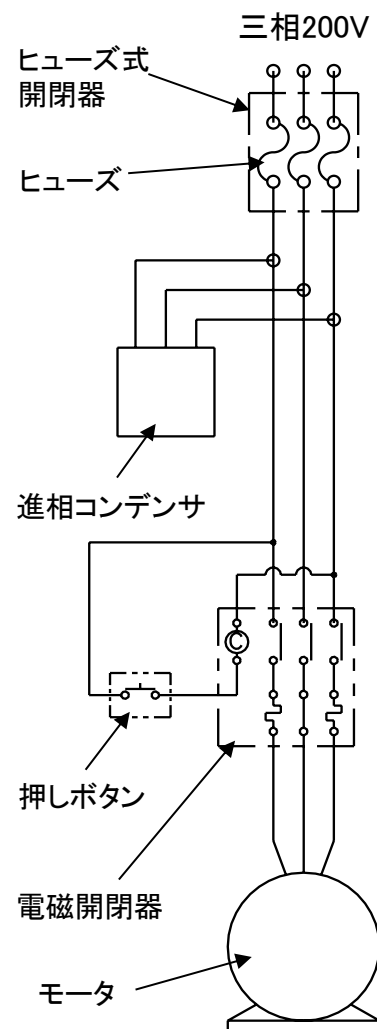 三相200V
ヒューズ式
開閉器
ヒューズ
進相コンデンサ
C
押しボタン
電磁開閉器
モータ